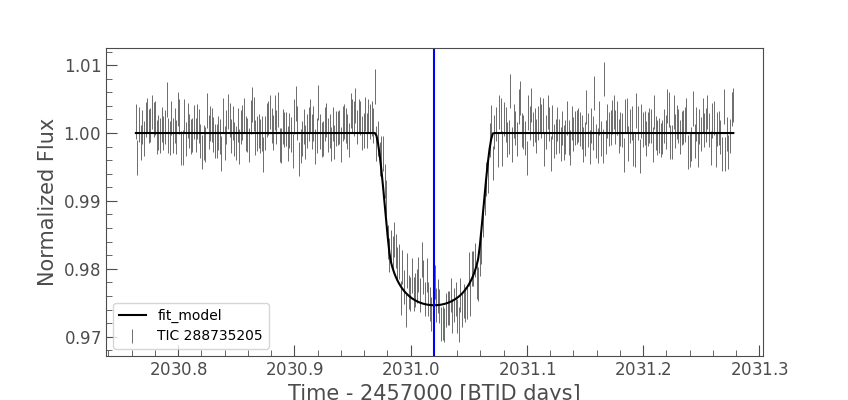 1.01
1.00
0.99
0.98
0.97
Normalized Flux
fit_model
TIC 288735205
2030.8 2030.9 2031.0 2031.1 2031.2 2031.3
Time - 2457000 [BTJD days]